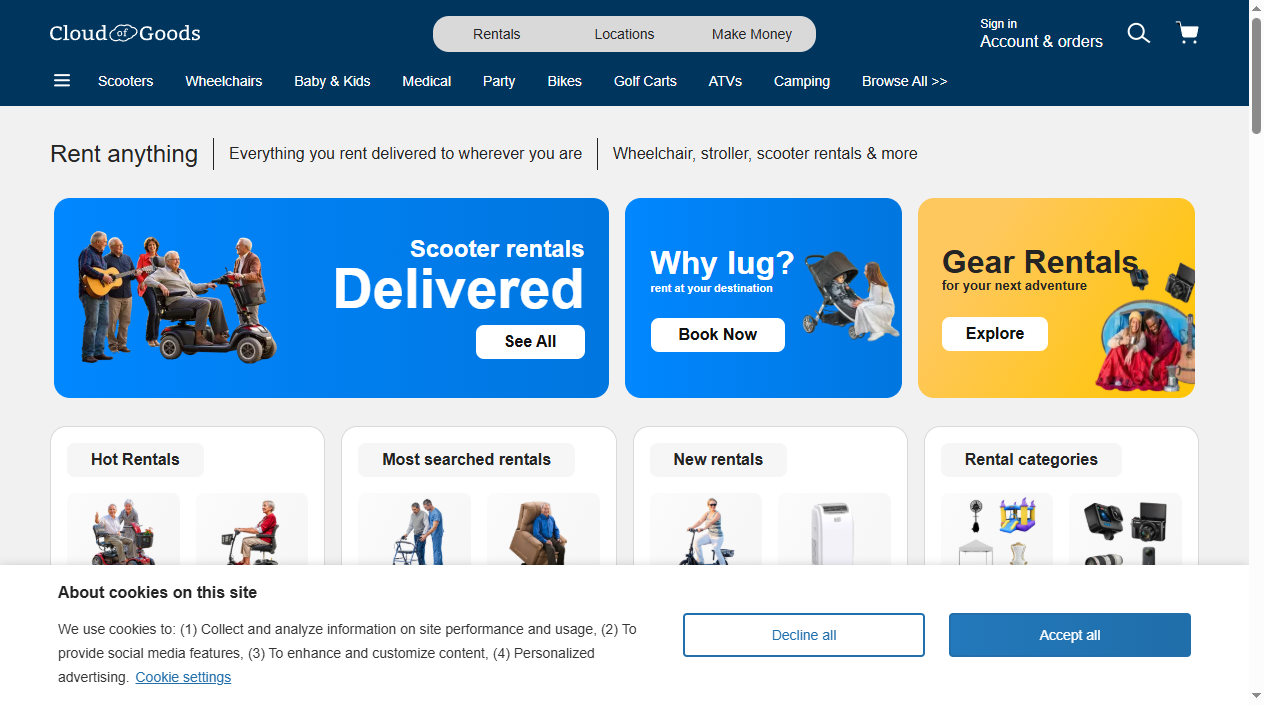 Cloud of Goods
Rentals
Locations
Make Money
Sign in
Account & orders
Scooters
Wheelchairs
Baby & Kids
Medical
Party
Bikes
Golf Carts
ATVs
Camping
Browse All >>
Rent anything
Everything you rent delivered to wherever you are
Wheelchair, stroller, scooter rentals & more
Scooter rentals
Delivered
See All
Why lug?
rent at your destination
Book Now
Gear Rentals
for your next adventure
Explore
Hot Rentals
Most searched rentals
New rentals
Rental categories
About cookies on this site
We use cookies to: (1) Collect and analyze information on site performance and usage, (2) To
provide social media features, (3) To enhance and customize content, (4) Personalized
advertising. Cookie settings
Decline all
Accept all